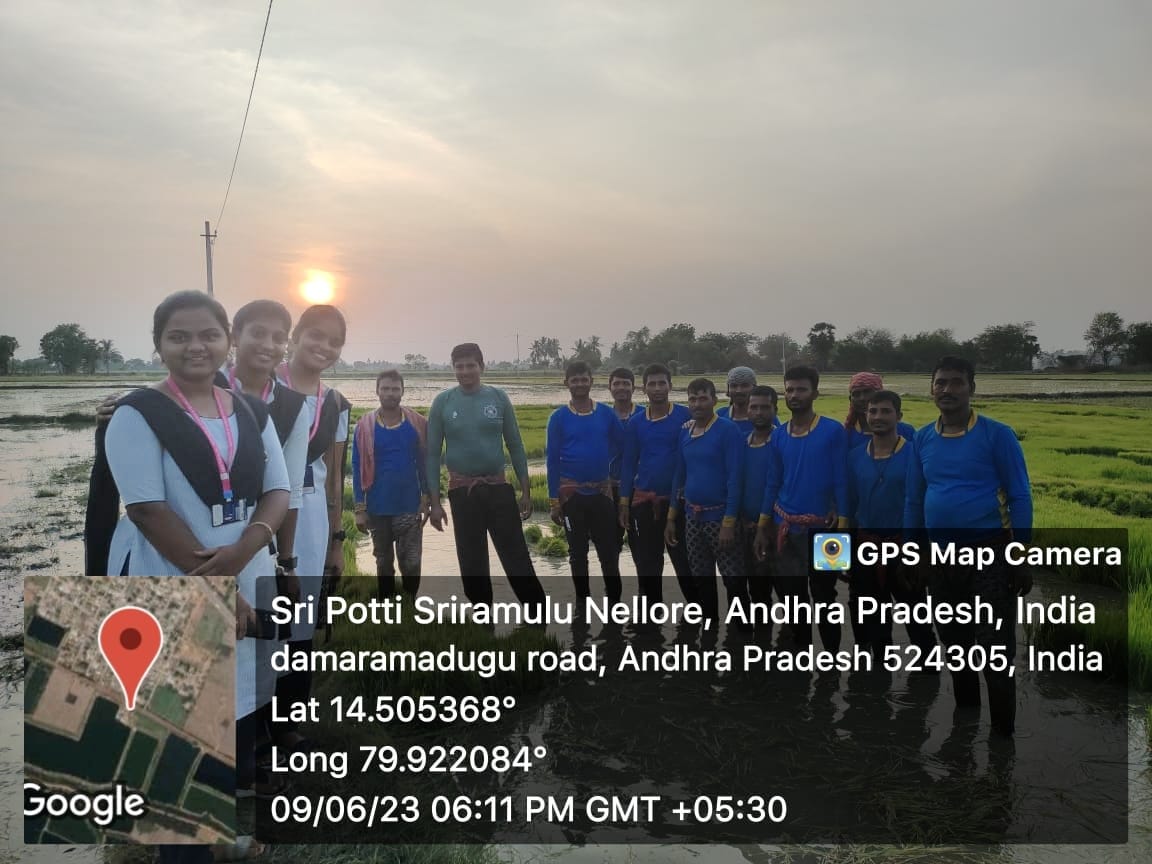 GPS Map Camera
Sri Potti Sriramulu Nellore, Andhra Pradesh, India
damaramadugu road, Andhra Pradesh 524305, India
Lat 14.505368°
Long 79.922084°
09/06/23 06:11 PM GMT +05:30
Google